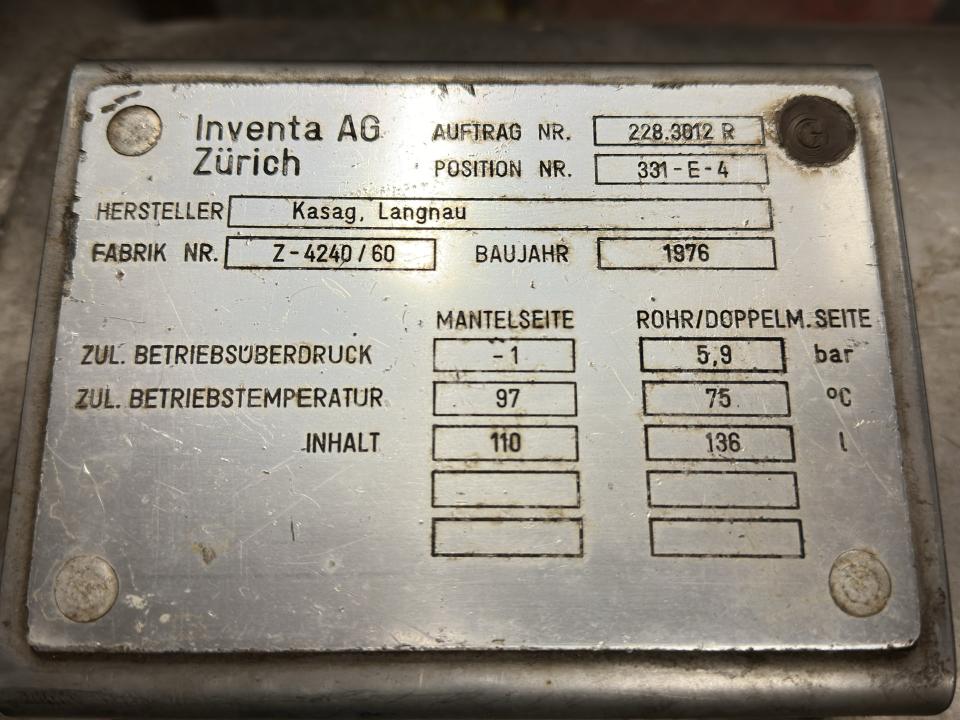 Inventa AG
Zürich
AUFTRAG NR. 228.3012 R
POSITION NR. 331-E-4
HERSTELLER Kasag, Langnau
FABRIK NR. Z-4240/60 BAUJAHR 1976
MANTELSEITE ROHR/DOPPELM.SEITE
ZUL. BETRIEBSÜBERDRUCK -1 5,9 bar
ZUL. BETRIEBSTEMPERATUR 97 75 °C
INHALT 110 136 l